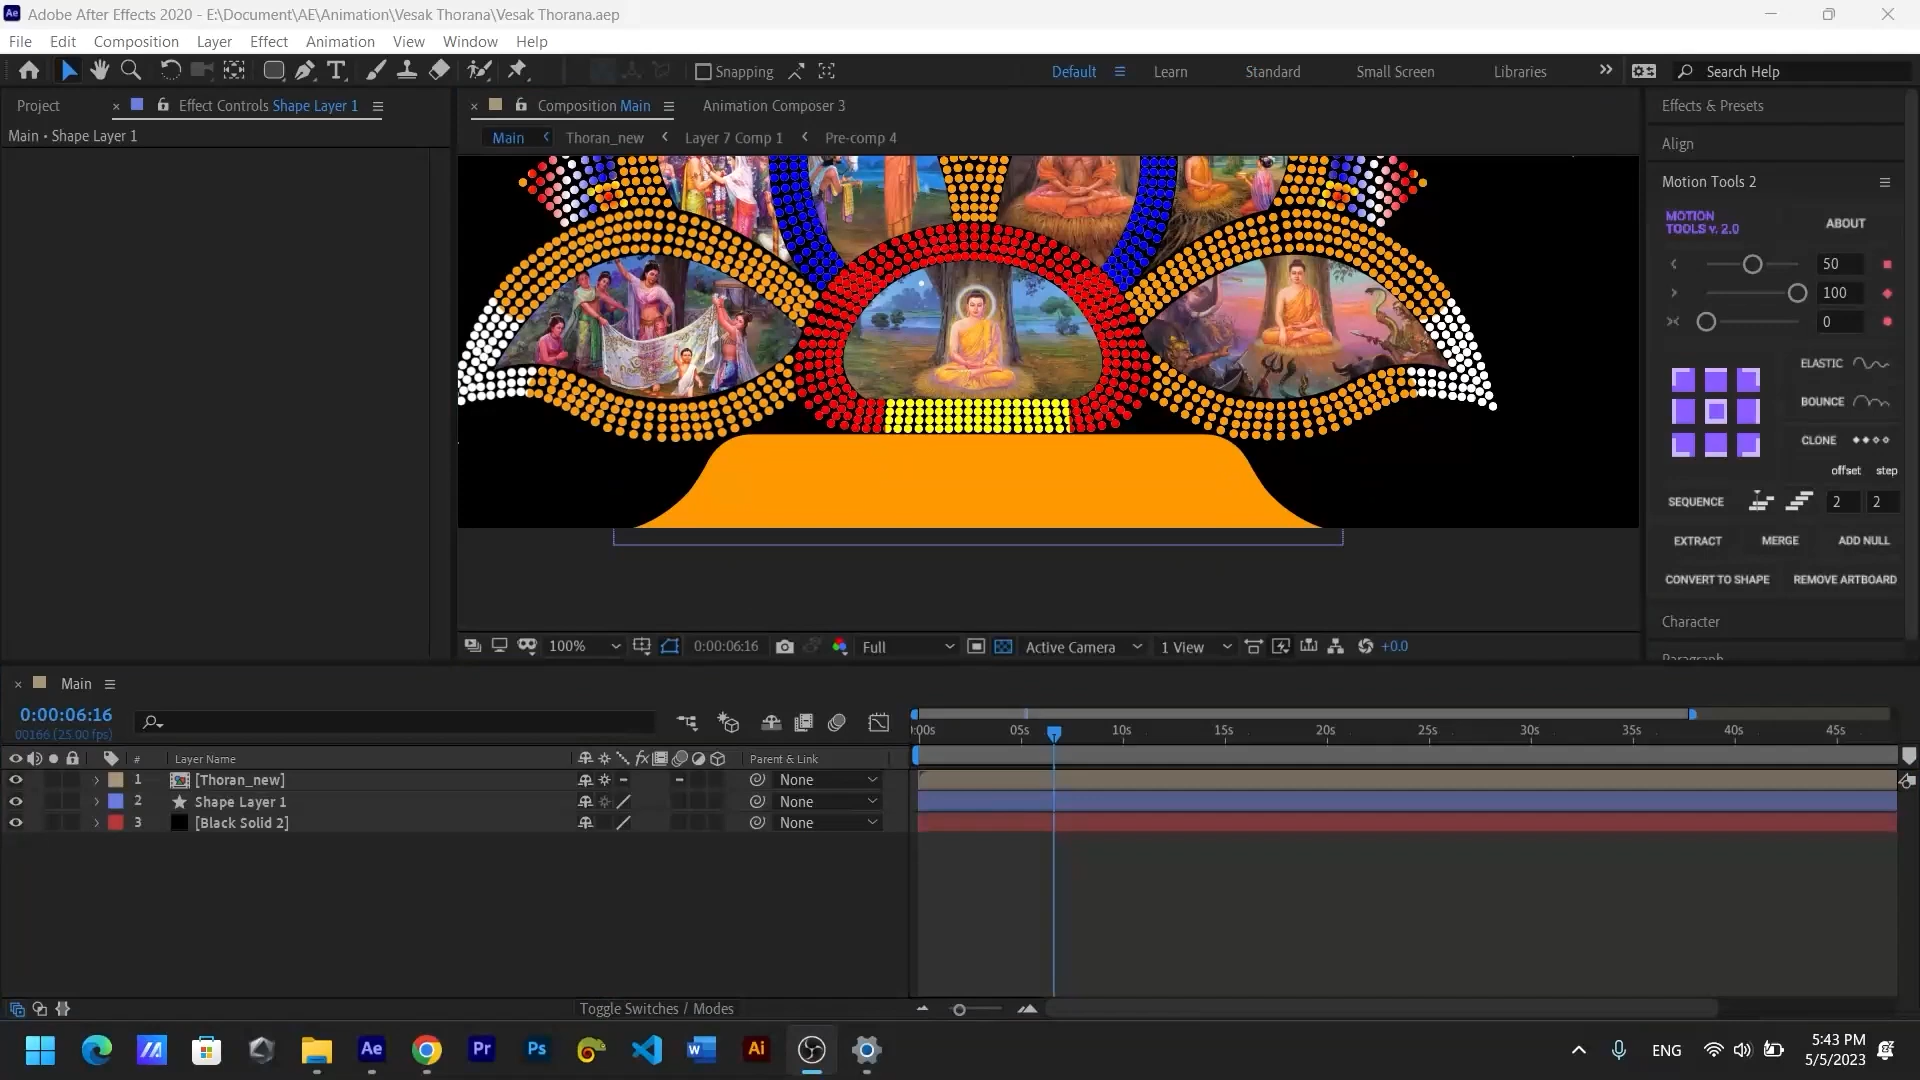 Ae Adobe After Effects 2020 - E:\Document\AE\Animation\Vesak Thorana\Vesak Thorana.aep
File Edit Composition Layer Effect Animation View Window Help
Snapping Default Learn Standard Small Screen Libraries Search Help
Project Effect Controls Shape Layer 1 Composition Main Animation Composer 3 Effects & Presets
Main • Shape Layer 1 Main Thoran_new Layer 7 Comp 1 Pre-comp 4
Align
Motion Tools 2
MOTION
TOOLS v. 2.0 ABOUT
50
100
0
ELASTIC
BOUNCE
CLONE
offset step
SEQUENCE 2 2
EXTRACT MERGE ADD NULL
CONVERT TO SHAPE REMOVE ARTBOARD
Character
100% 0:00:06:16 Full Active Camera 1 View +0.0
Paragraph
Main
0:00:06:16
00166 (25.00 fps)
:00s 05s 10s 15s 20s 25s 30s 35s 40s 45s
# Layer Name fx Parent & Link
1 [Thoran_new] None
2 Shape Layer 1 None
3 [Black Solid 2] None
Toggle Switches / Modes
Ae Pr Ps W Ai ENG 5:43 PM
5/5/2023